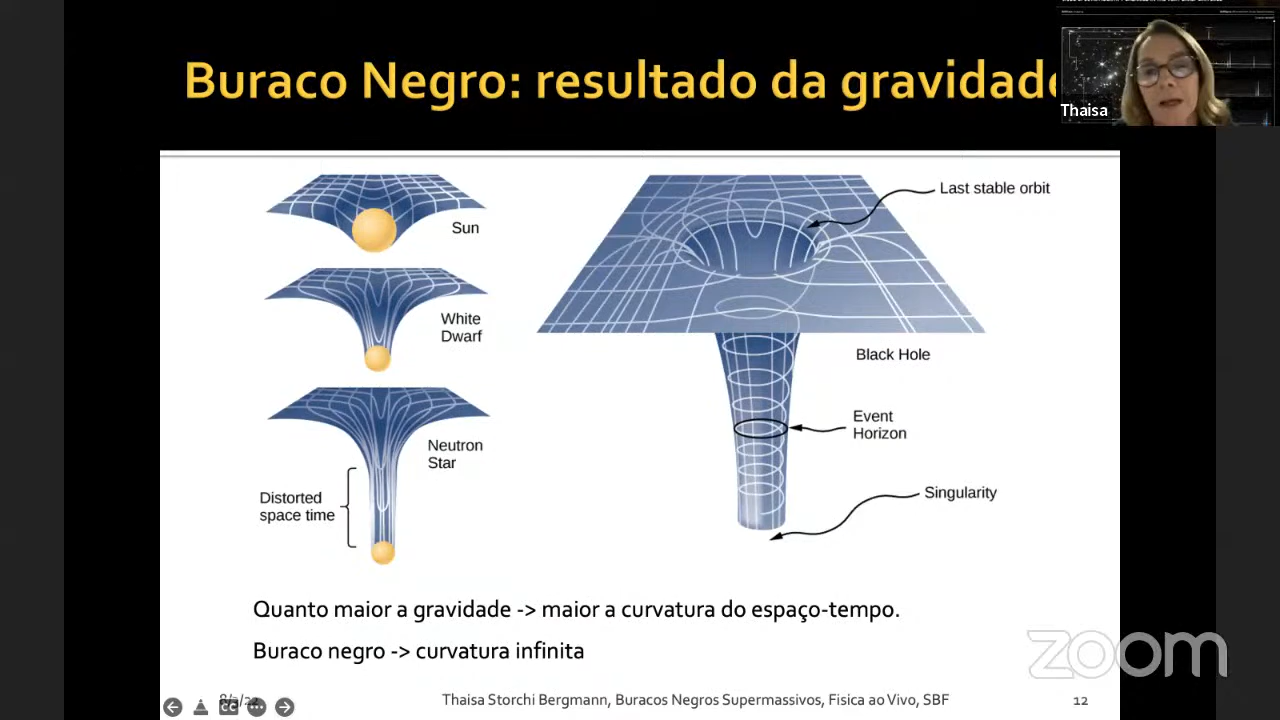 Buraco Negro: resultado da gravidade
Thaisa
Last stable orbit
Sun
White
Dwarf
Black Hole
Event
Horizon
Neutron
Star
Distorted
space time
Singularity
Quanto maior a gravidade -> maior a curvatura do espaço-tempo.
Buraco negro -> curvatura infinita
zoom
CC
Thaisa Storchi Bergmann, Buracos Negros Supermassivos, Fisica ao Vivo, SBF
12